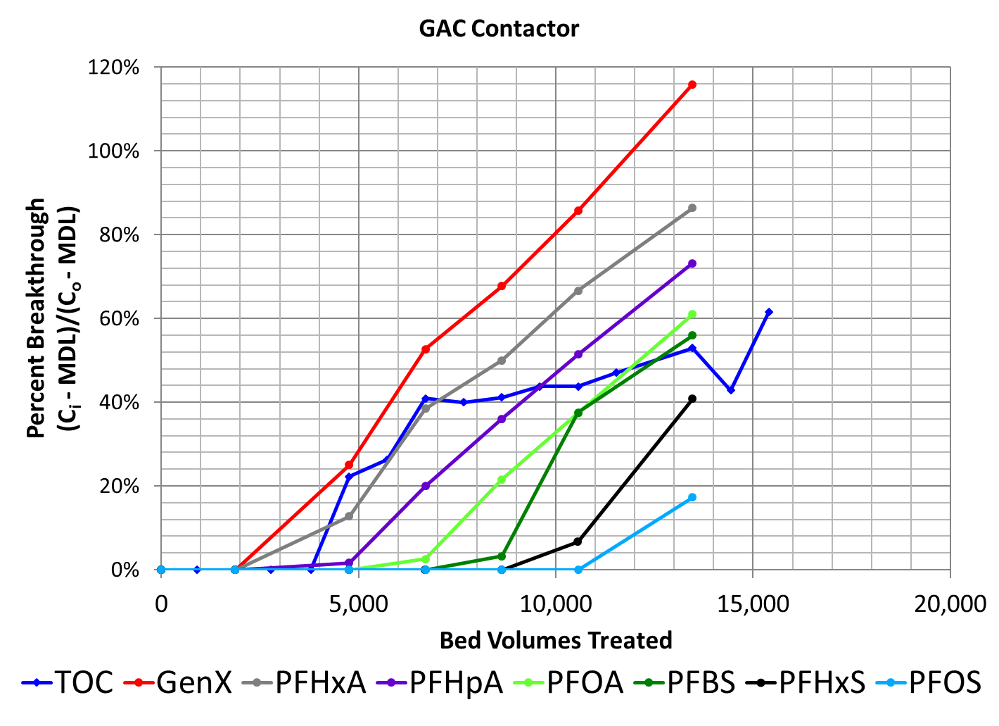 GAC Contactor
120%
100%
80%
60%
40%
20%
0%
Percent Breakthrough
(Ci - MDL)/(Co - MDL)
0
5,000
10,000
15,000
20,000
Bed Volumes Treated
TOC GenX PFHxA PFHpA PFOA PFBS PFHxS PFOS